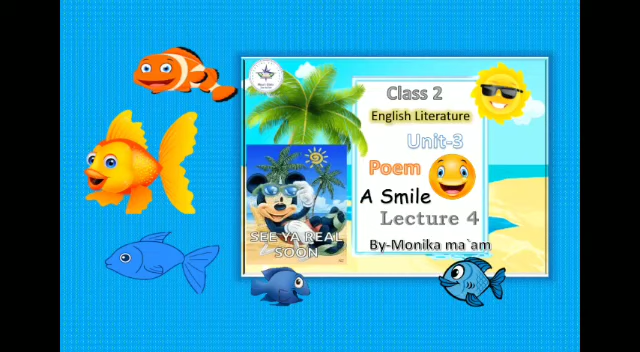 Class 2
English Literature
Unit-3
Poem
A Smile
Lecture 4
By-Monika ma`am
SEE YA REAL
SOON